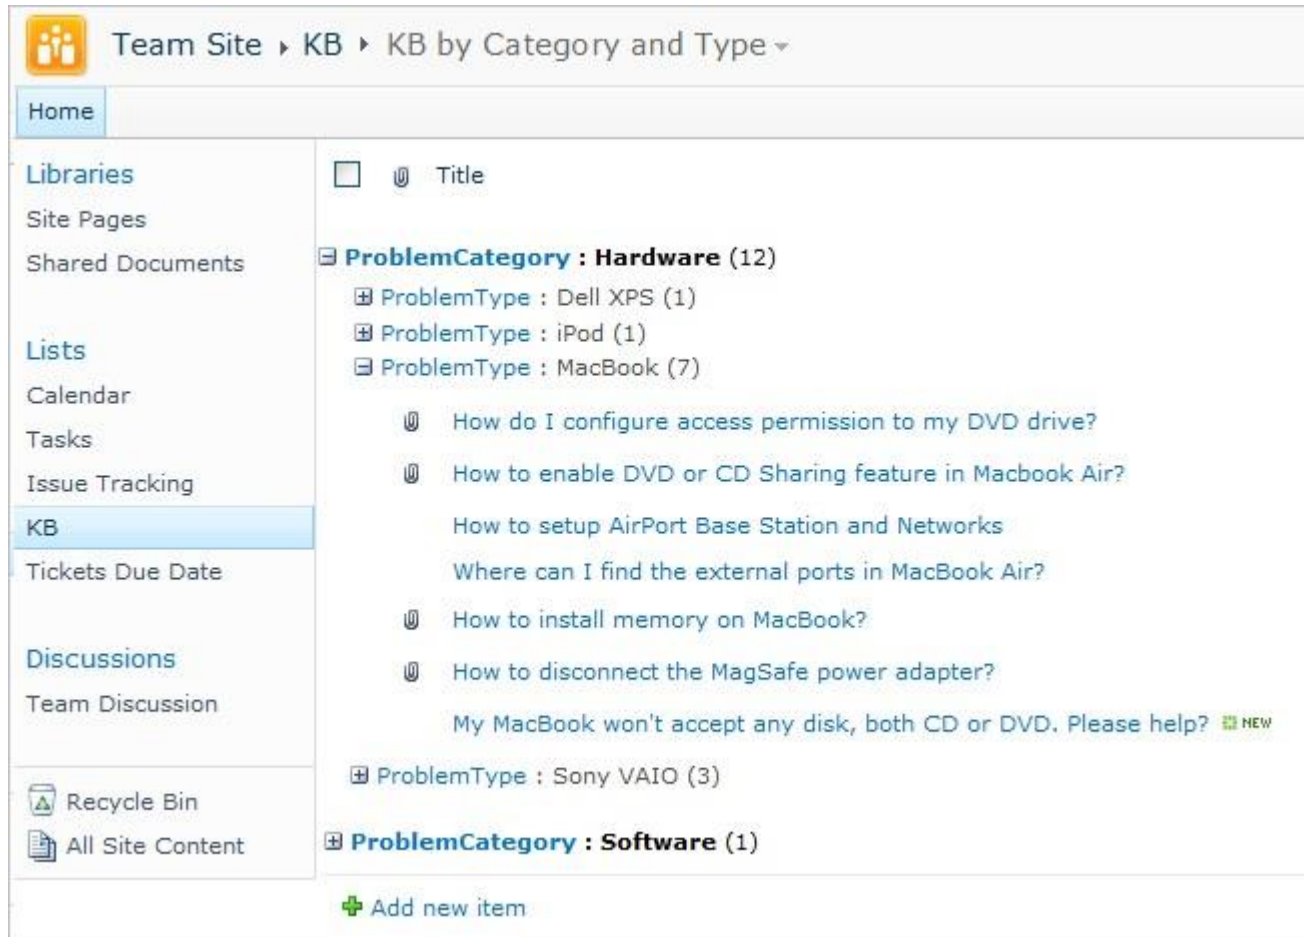 Team Site ▸ KB ▸ KB by Category and Type
Home
Libraries
Site Pages
Shared Documents
Lists
Calendar
Tasks
Issue Tracking
KB
Tickets Due Date
Discussions
Team Discussion
Recycle Bin
All Site Content
Title
ProblemCategory : Hardware (12)
ProblemType : Dell XPS (1)
ProblemType : iPod (1)
ProblemType : MacBook (7)
How do I configure access permission to my DVD drive?
How to enable DVD or CD Sharing feature in Macbook Air?
How to setup AirPort Base Station and Networks
Where can I find the external ports in MacBook Air?
How to install memory on MacBook?
How to disconnect the MagSafe power adapter?
My MacBook won't accept any disk, both CD or DVD. Please help? NEW
ProblemType : Sony VAIO (3)
ProblemCategory : Software (1)
Add new item